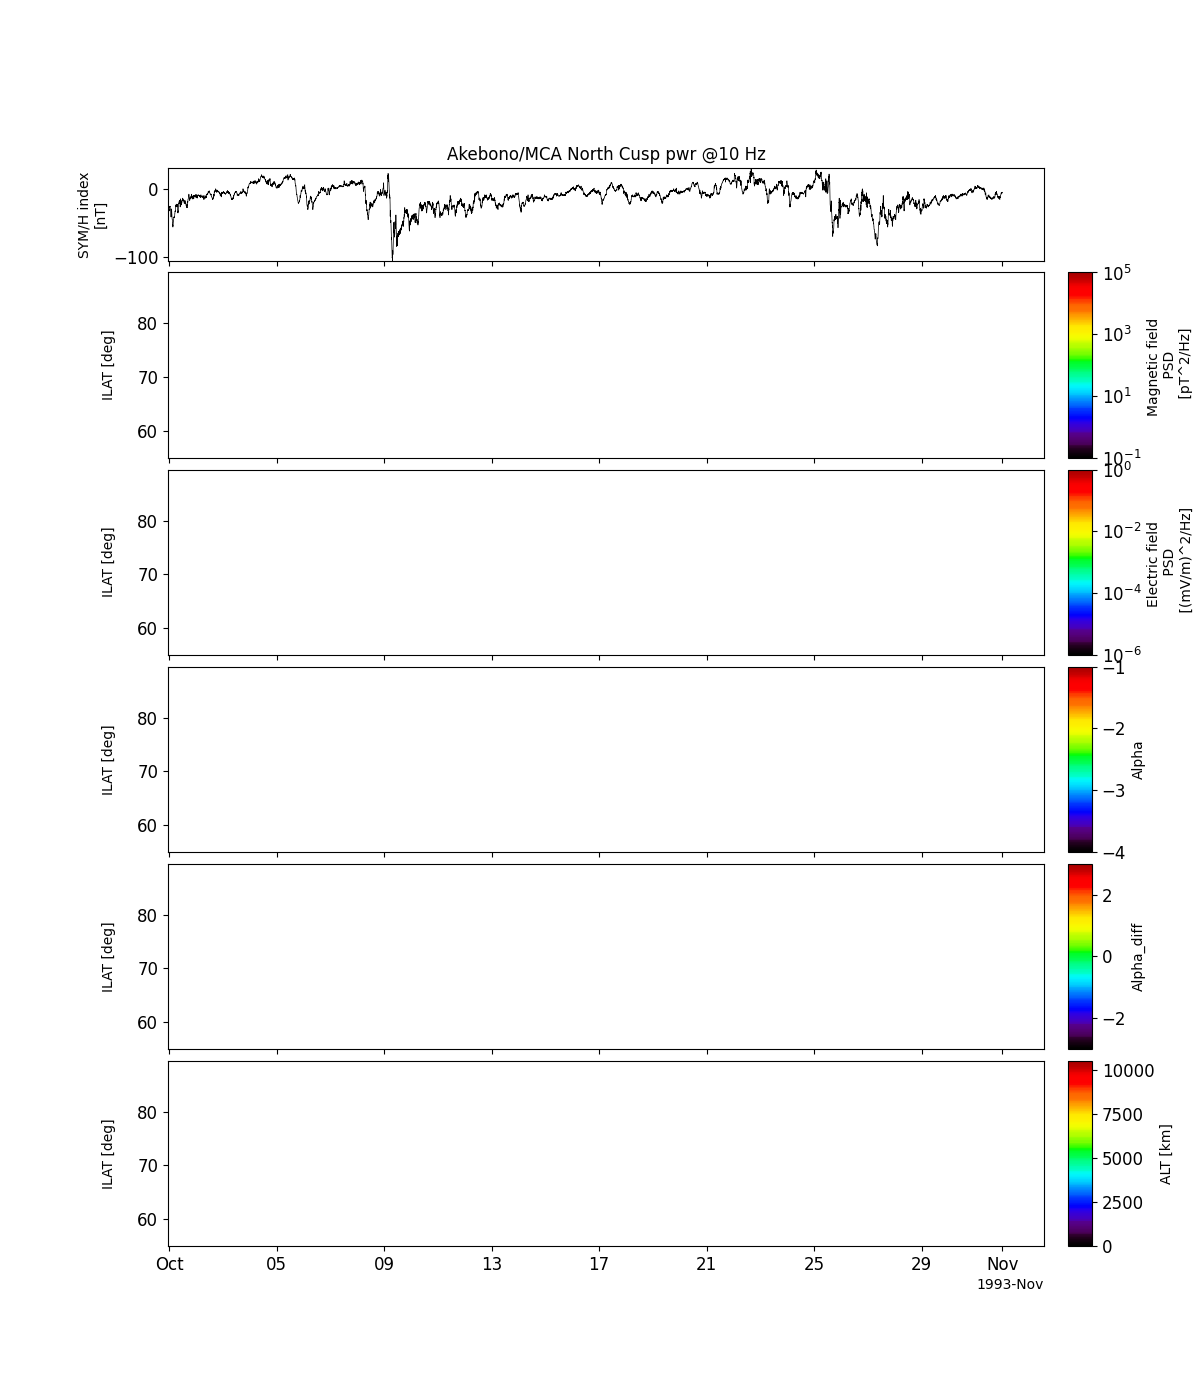 Akebono/MCA North Cusp pwr @10 Hz
SYM/H index
[nT]
0
−100
ILAT [deg]
80
70
60
10^5
10^3
10^1
10^−1
Magnetic field
PSD
[pT^2/Hz]
ILAT [deg]
80
70
60
10^0
10^−2
10^−4
10^−6
Electric field
PSD
[(mV/m)^2/Hz]
ILAT [deg]
80
70
60
−1
−2
−3
−4
Alpha
ILAT [deg]
80
70
60
2
0
−2
Alpha_diff
ILAT [deg]
80
70
60
10000
7500
5000
2500
0
ALT [km]
Oct 05 09 13 17 21 25 29 Nov
1993-Nov